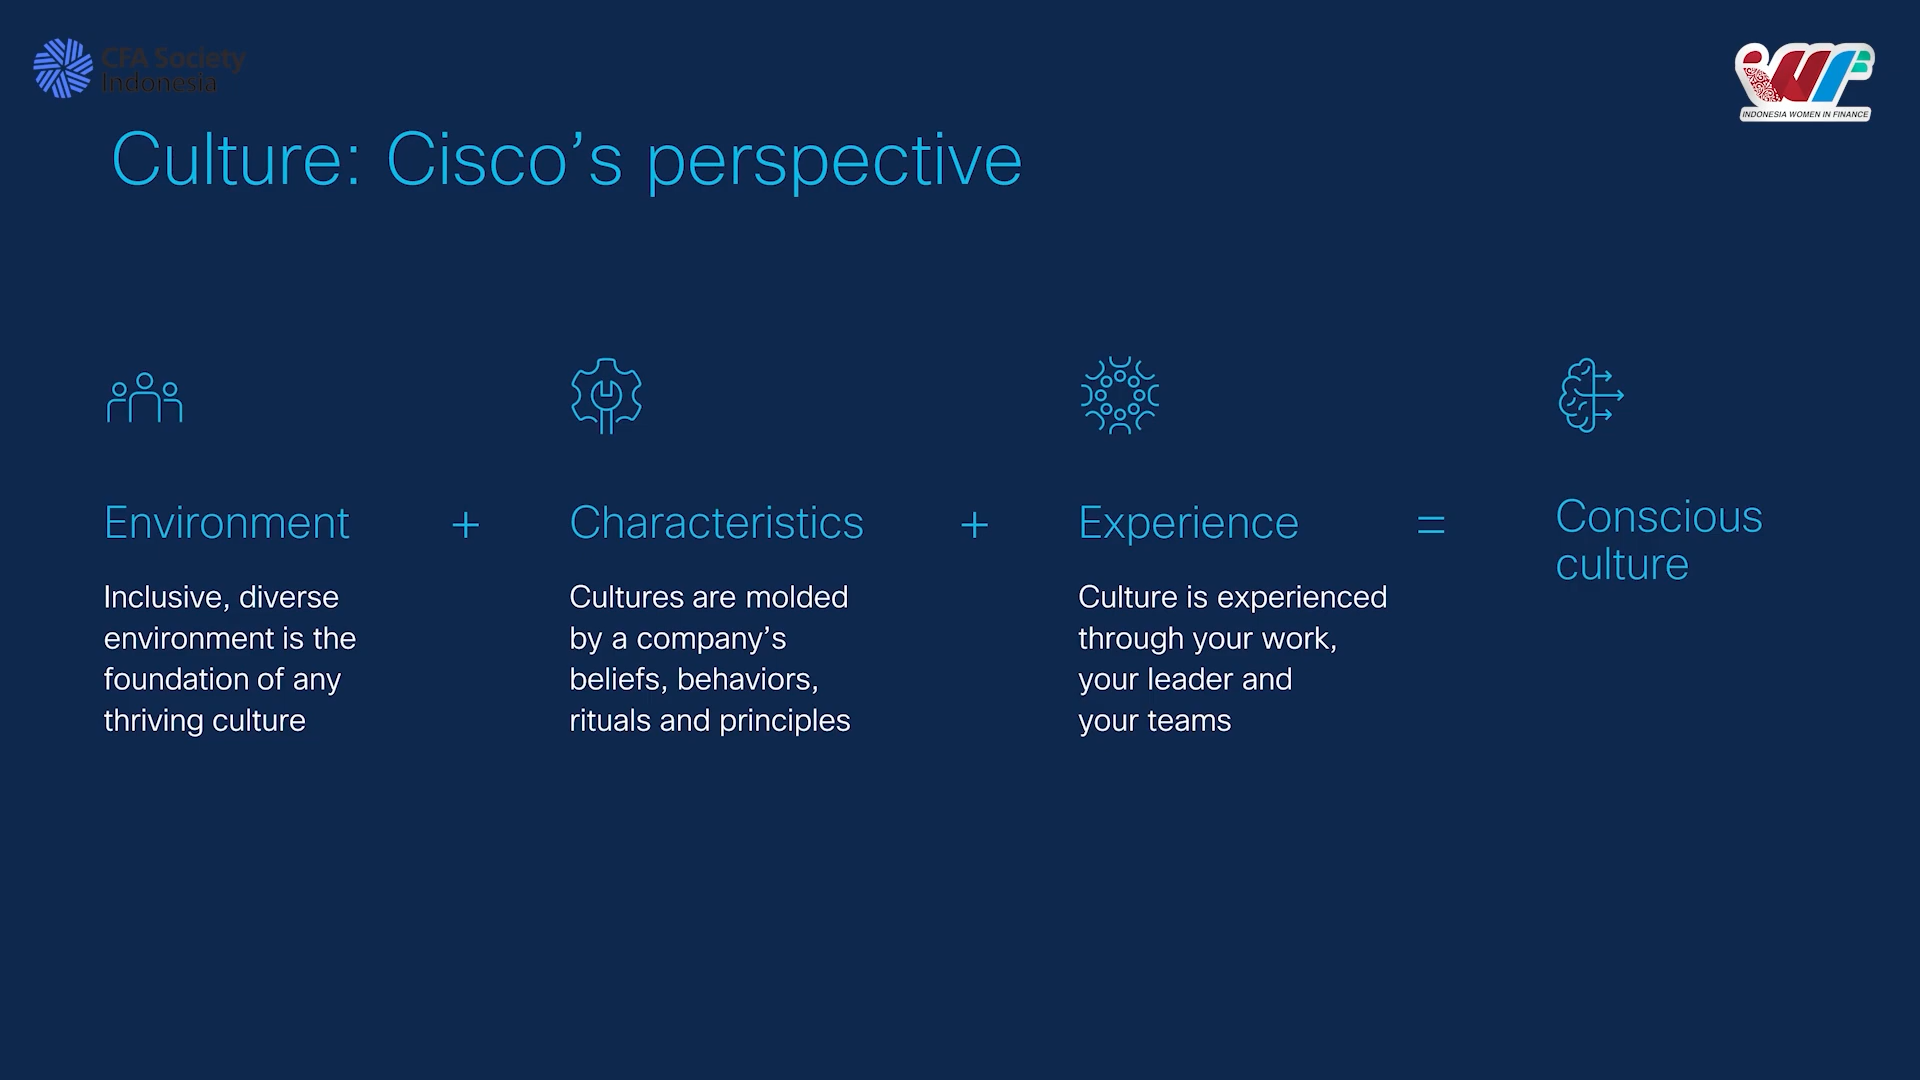 CFA Society
Indonesia
IWF
INDONESIA WOMEN IN FINANCE
Culture: Cisco’s perspective
Environment + Characteristics + Experience = Conscious culture
Inclusive, diverse
environment is the
foundation of any
thriving culture
Cultures are molded
by a company’s
beliefs, behaviors,
rituals and principles
Culture is experienced
through your work,
your leader and
your teams